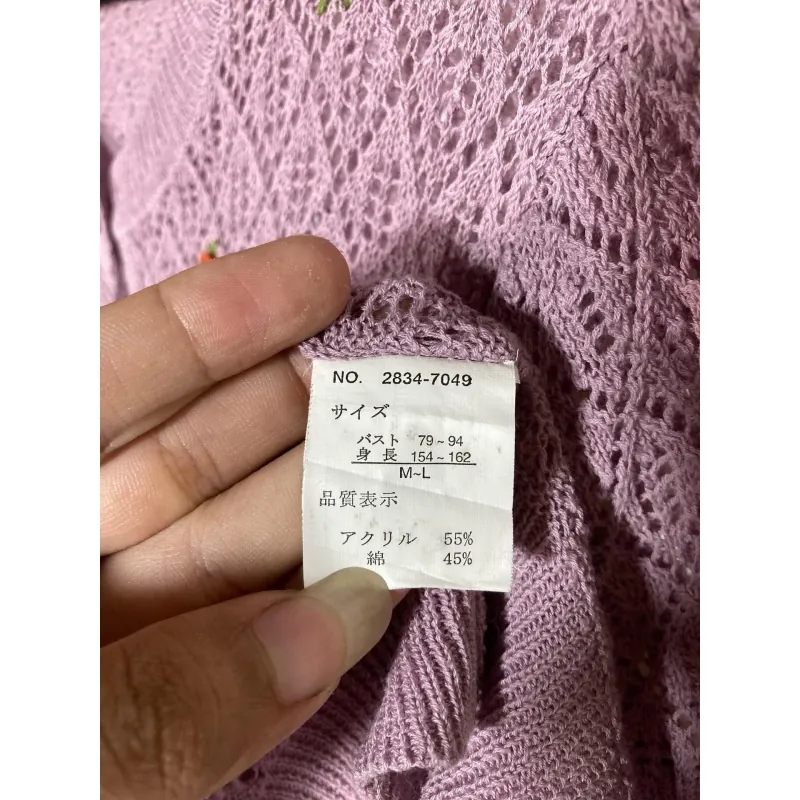 NO. 2834-7049
サイズ
バスト 79~94
身長 154~162
M~L
品質表示
アクリル 55%
綿 45%